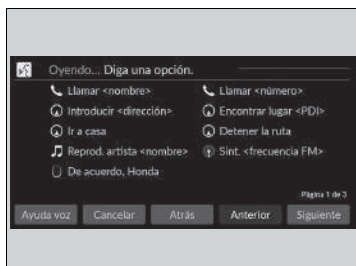 Oyendo... Diga una opción.
Llamar <nombre> Llamar <número>
Introducir <dirección> Encontrar lugar <PDI>
Ir a casa Detener la ruta
Reprod. artista <nombre> Sint. <frecuencia FM>
De acuerdo, Honda
Página 1 de 3
Ayuda voz Cancelar Atrás Anterior Siguiente